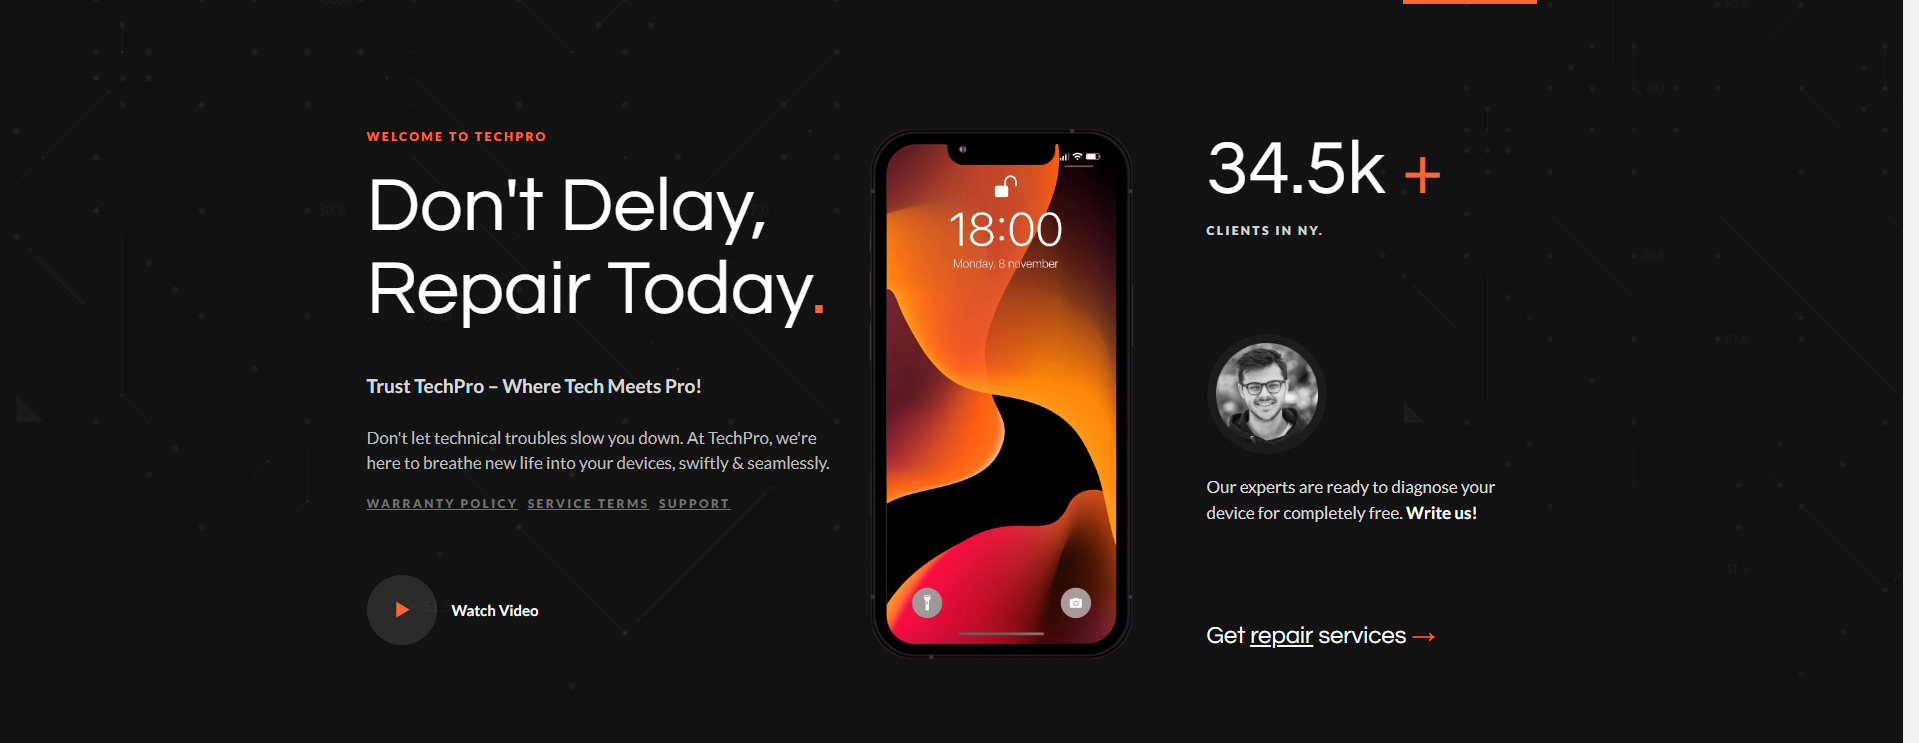 WELCOME TO TECHPRO
Don't Delay,
Repair Today.
Trust TechPro – Where Tech Meets Pro!
Don't let technical troubles slow you down. At TechPro, we're
here to breathe new life into your devices, swiftly & seamlessly.
WARRANTY POLICY SERVICE TERMS SUPPORT
Watch Video
18:00
Monday, 8 november
34.5k +
CLIENTS IN NY.
Our experts are ready to diagnose your
device for completely free. Write us!
Get repair services →
30.8